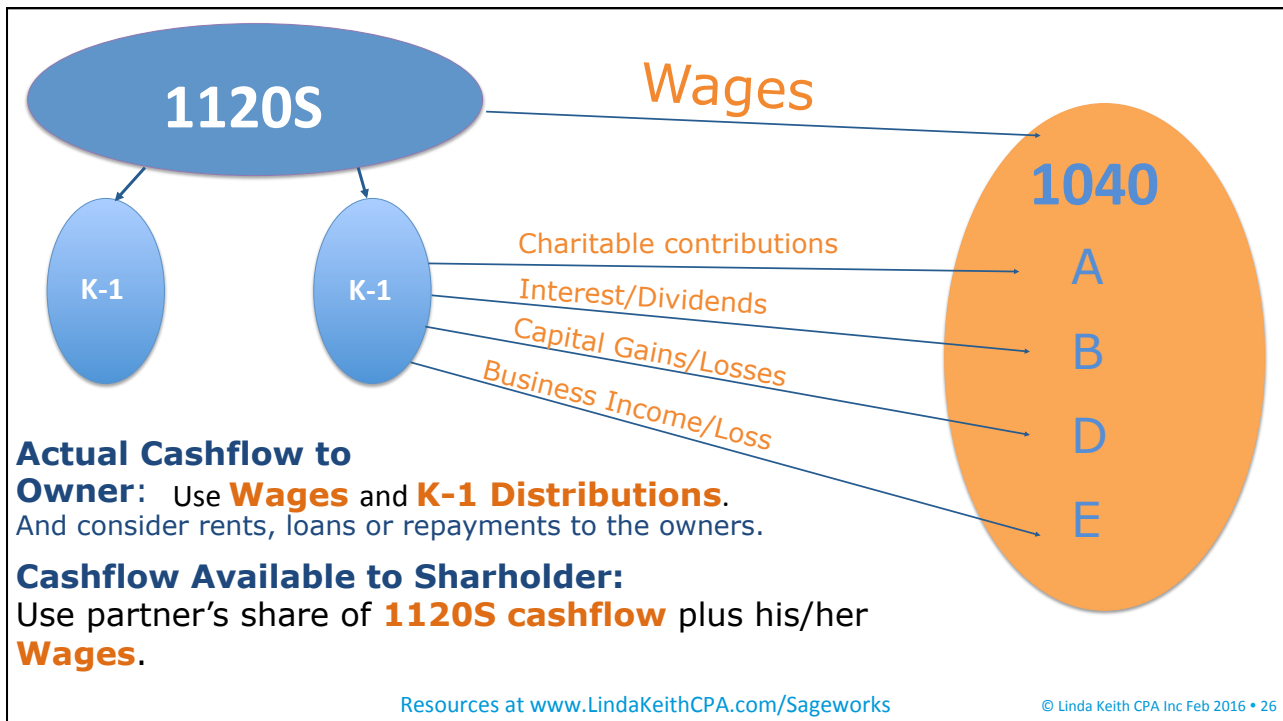 1120S
Wages
1040
K-1
K-1
Charitable contributions
A
Interest/Dividends
B
Capital Gains/Losses
D
Business Income/Loss
E
Actual Cashflow to
Owner: Use Wages and K-1 Distributions.
And consider rents, loans or repayments to the owners.
Cashflow Available to Sharholder:
Use partner's share of 1120S cashflow plus his/her
Wages.
Resources at www.LindaKeithCPA.com/Sageworks
© Linda Keith CPA Inc Feb 2016 • 26